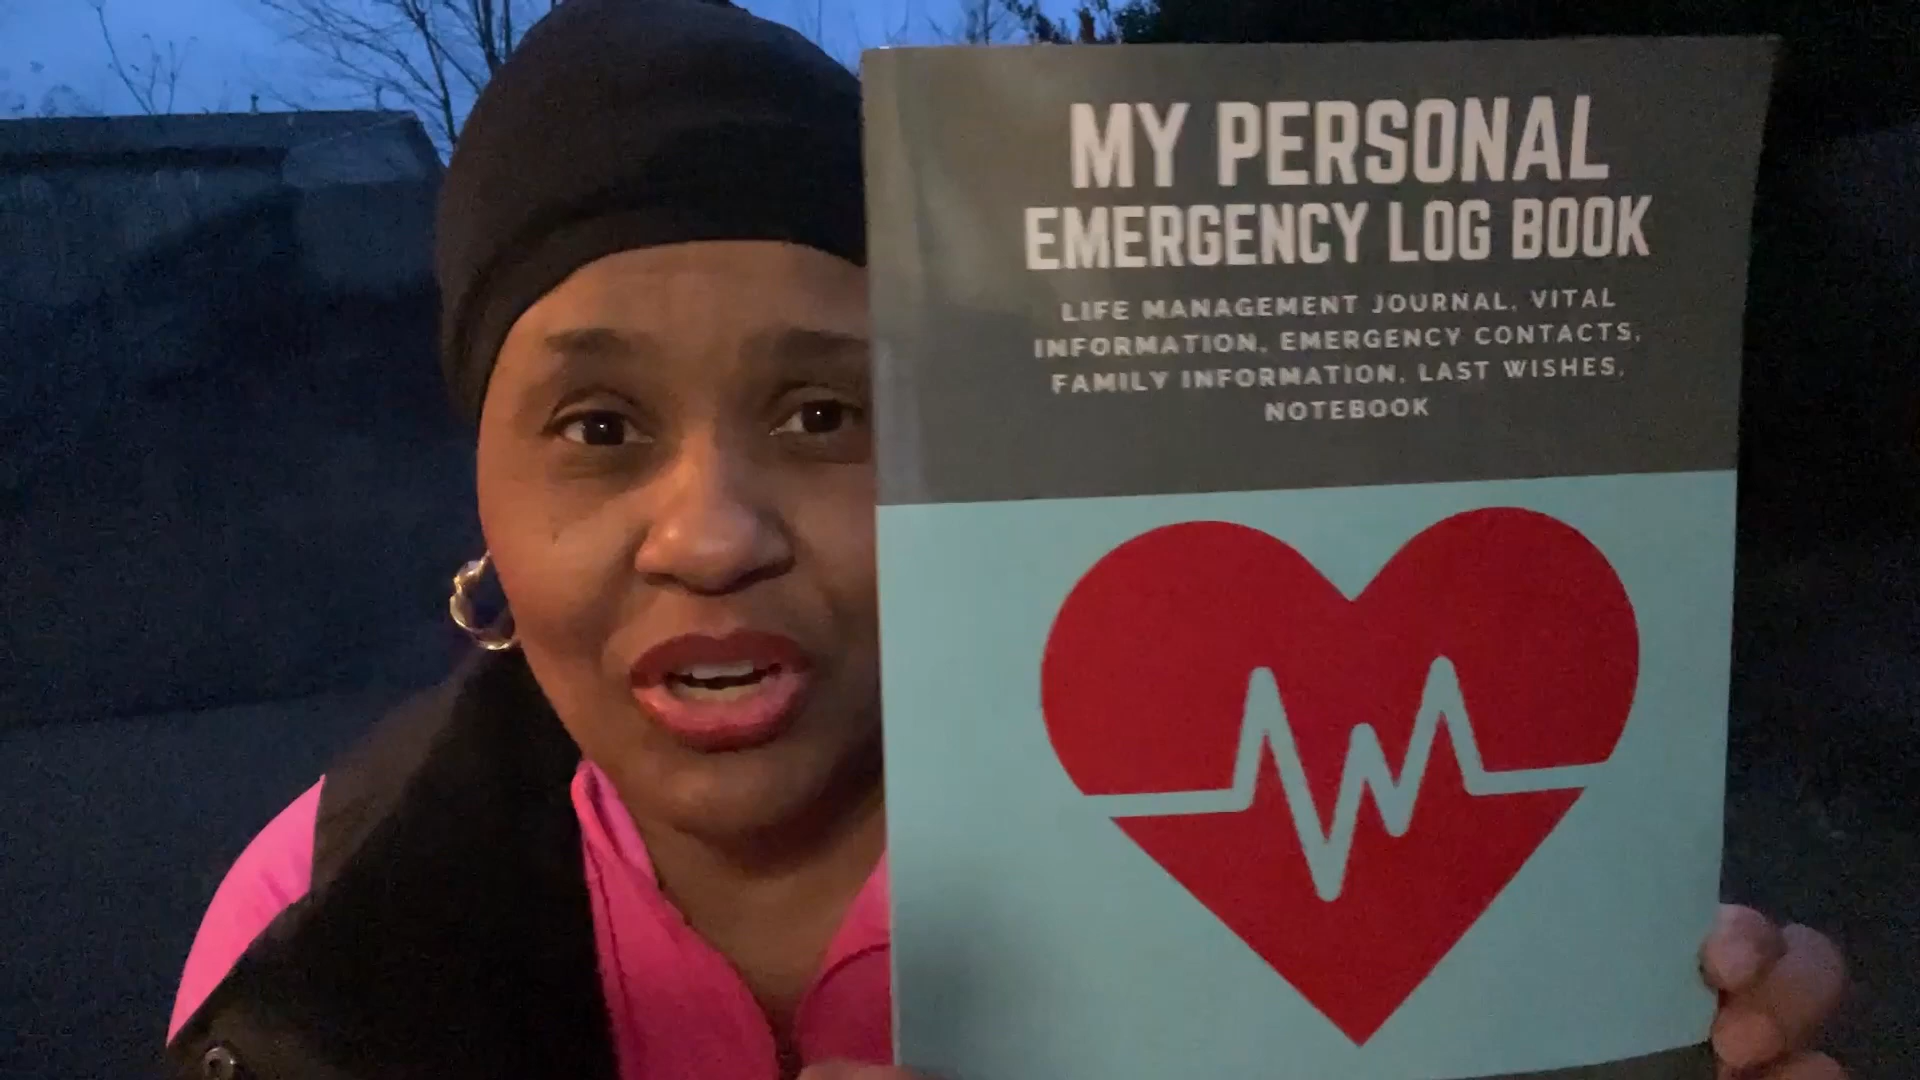 MY PERSONAL
EMERGENCY LOG BOOK
LIFE MANAGEMENT JOURNAL, VITAL
INFORMATION, EMERGENCY CONTACTS,
FAMILY INFORMATION, LAST WISHES,
NOTEBOOK